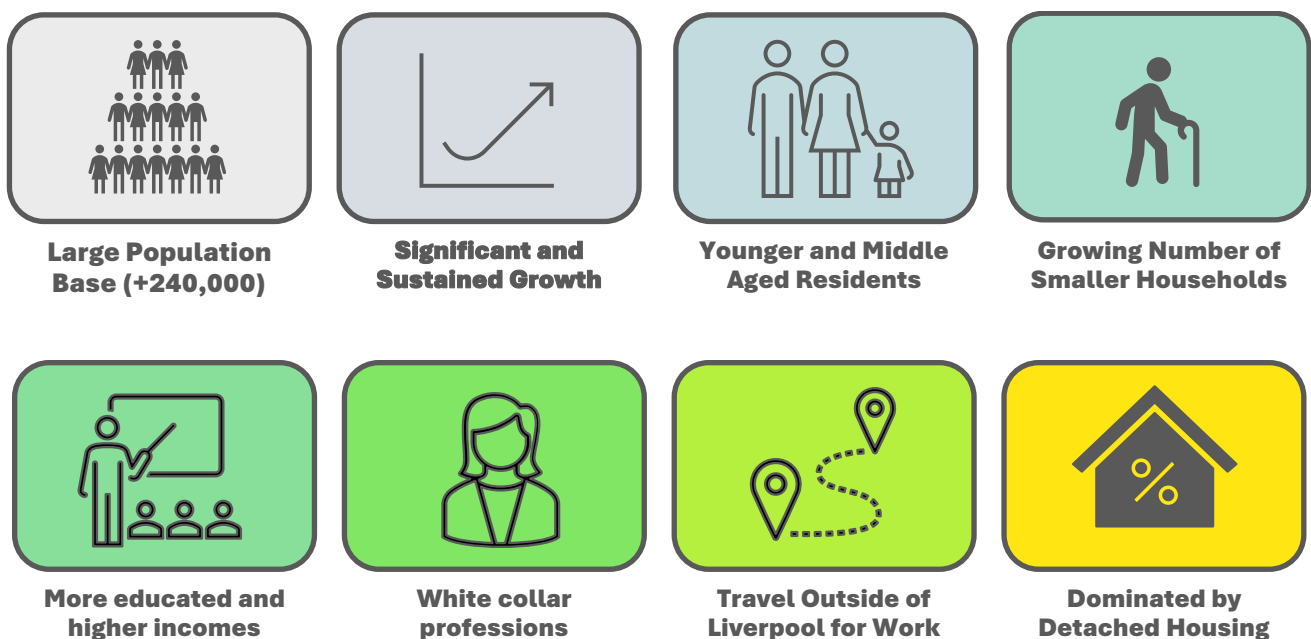 Large Population
Base (+240,000)
Significant and
Sustained Growth
Younger and Middle
Aged Residents
Growing Number of
Smaller Households
More educated and
higher incomes
White collar
professions
Travel Outside of
Liverpool for Work
%
Dominated by
Detached Housing